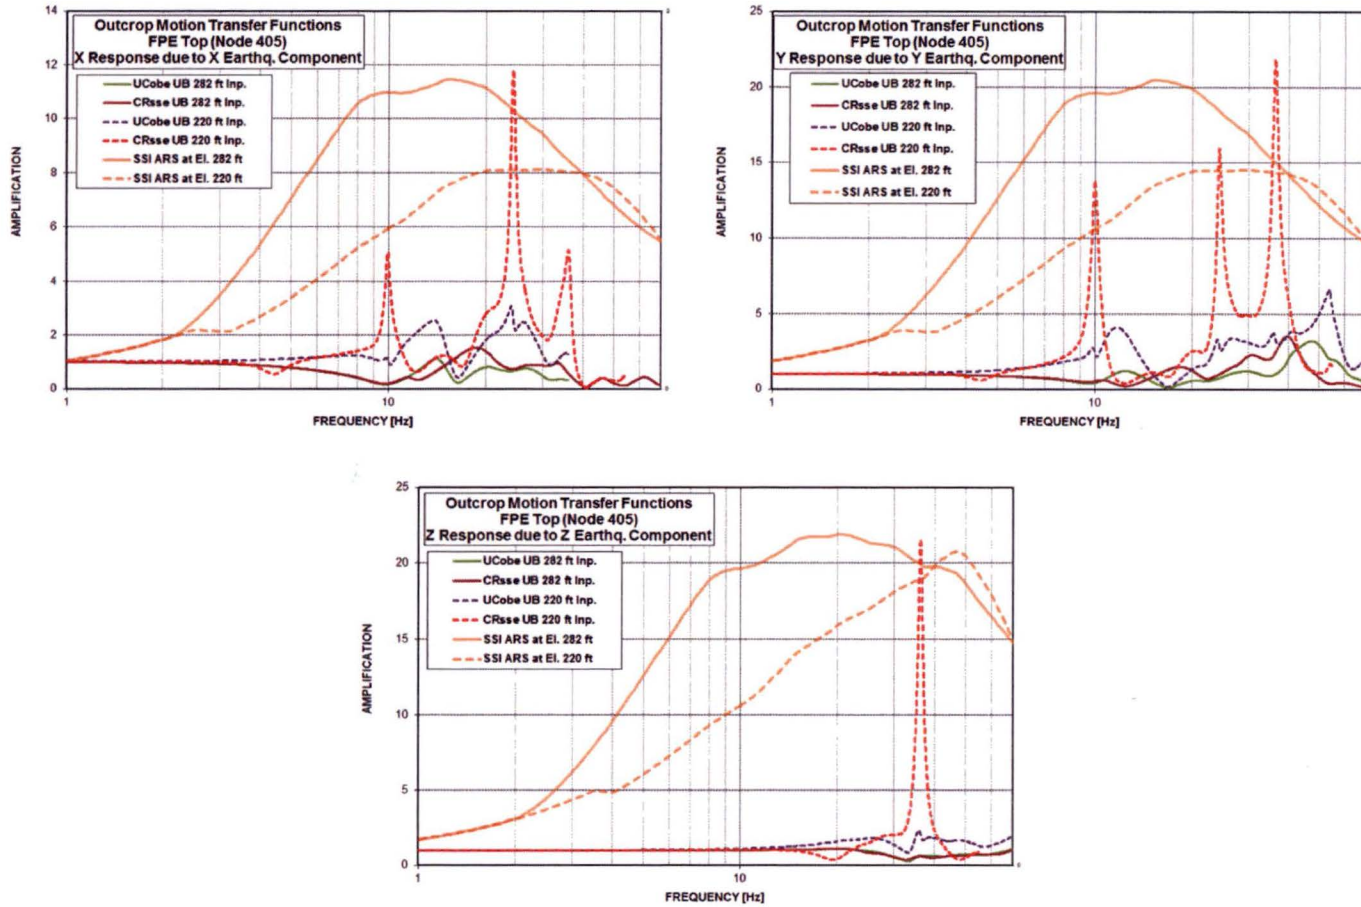 Outcrop Motion Transfer Functions
FPE Top (Node 405)
X Response due to X Earthq. Component
UCobe UB 282 ft Inp.
CRsse UB 282 ft Inp.
UCobe UB 220 ft Inp.
CRsse UB 220 ft Inp.
SSI ARS at El. 282 ft
SSI ARS at El. 220 ft
AMPLIFICATION
14
12
10
8
6
4
2
0
1
10
FREQUENCY [Hz]
Outcrop Motion Transfer Functions
FPE Top (Node 405)
Y Response due to Y Earthq. Component
UCobe UB 282 ft Inp.
CRsse UB 282 ft Inp.
UCobe UB 220 ft Inp.
CRsse UB 220 ft Inp.
SSI ARS at El. 282 ft
SSI ARS at El. 220 ft
AMPLIFICATION
25
20
15
10
5
0
1
10
FREQUENCY [Hz]
Outcrop Motion Transfer Functions
FPE Top (Node 405)
Z Response due to Z Earthq. Component
UCobe UB 282 ft Inp.
CRsse UB 282 ft Inp.
UCobe UB 220 ft Inp.
CRsse UB 220 ft Inp.
SSI ARS at El. 282 ft
SSI ARS at El. 220 ft
AMPLIFICATION
25
20
15
10
5
0
1
10
FREQUENCY [Hz]